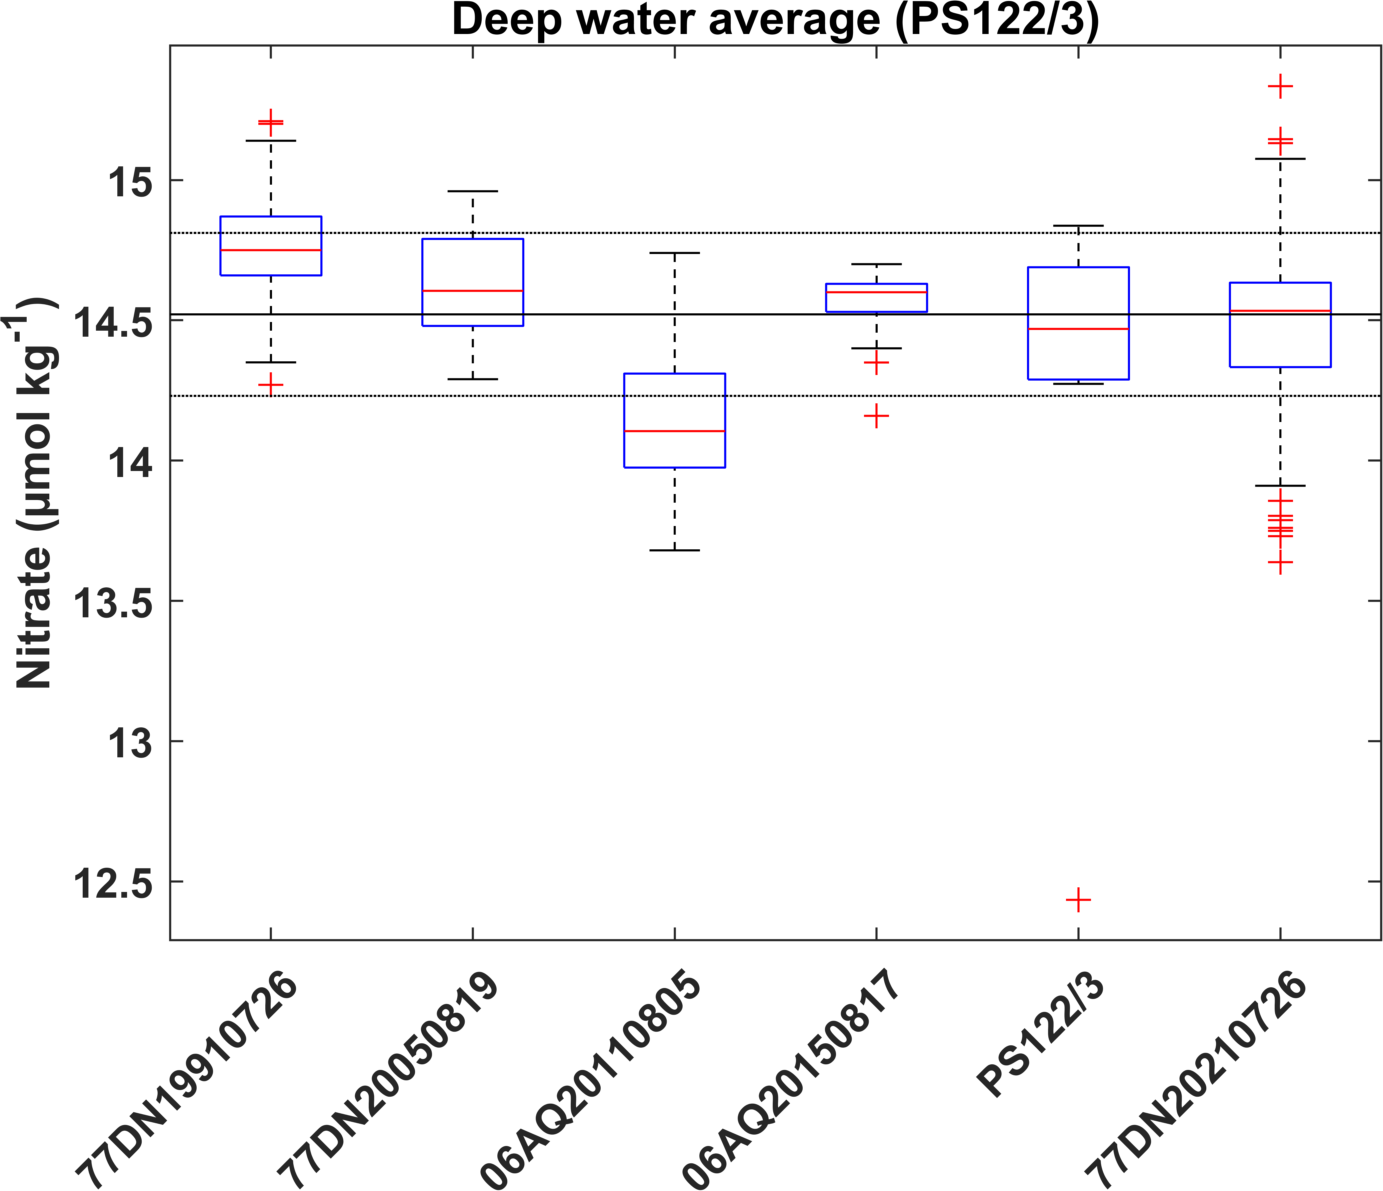 Deep water average (PS122/3)
Nitrate (µmol kg⁻¹)
15
14.5
14
13.5
13
12.5
77DN19910726
77DN20050819
06AQ20110805
06AQ20150817
PS122/3
77DN20210726